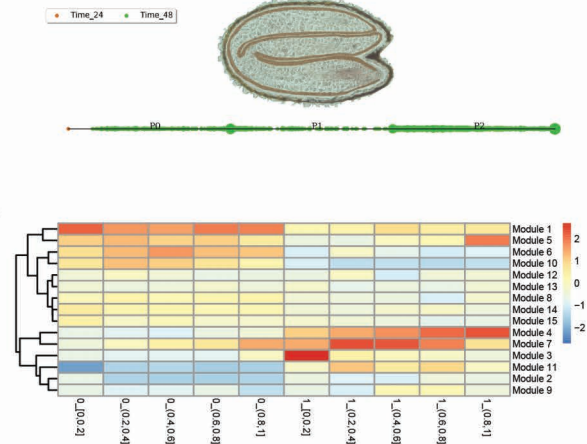 Time_24 Time_48
P0 P1 P2
Module 1
Module 5
Module 6
Module 10
Module 12
Module 13
Module 8
Module 14
Module 15
Module 4
Module 7
Module 3
Module 11
Module 2
Module 9
2
1
0
−1
−2
0_[0,0.2] 0_(0.2,0.4] 0_(0.4,0.6] 0_(0.6,0.8] 0_(0.8,1] 1_[0,0.2] 1_(0.2,0.4] 1_(0.4,0.6] 1_(0.6,0.8] 1_(0.8,1]